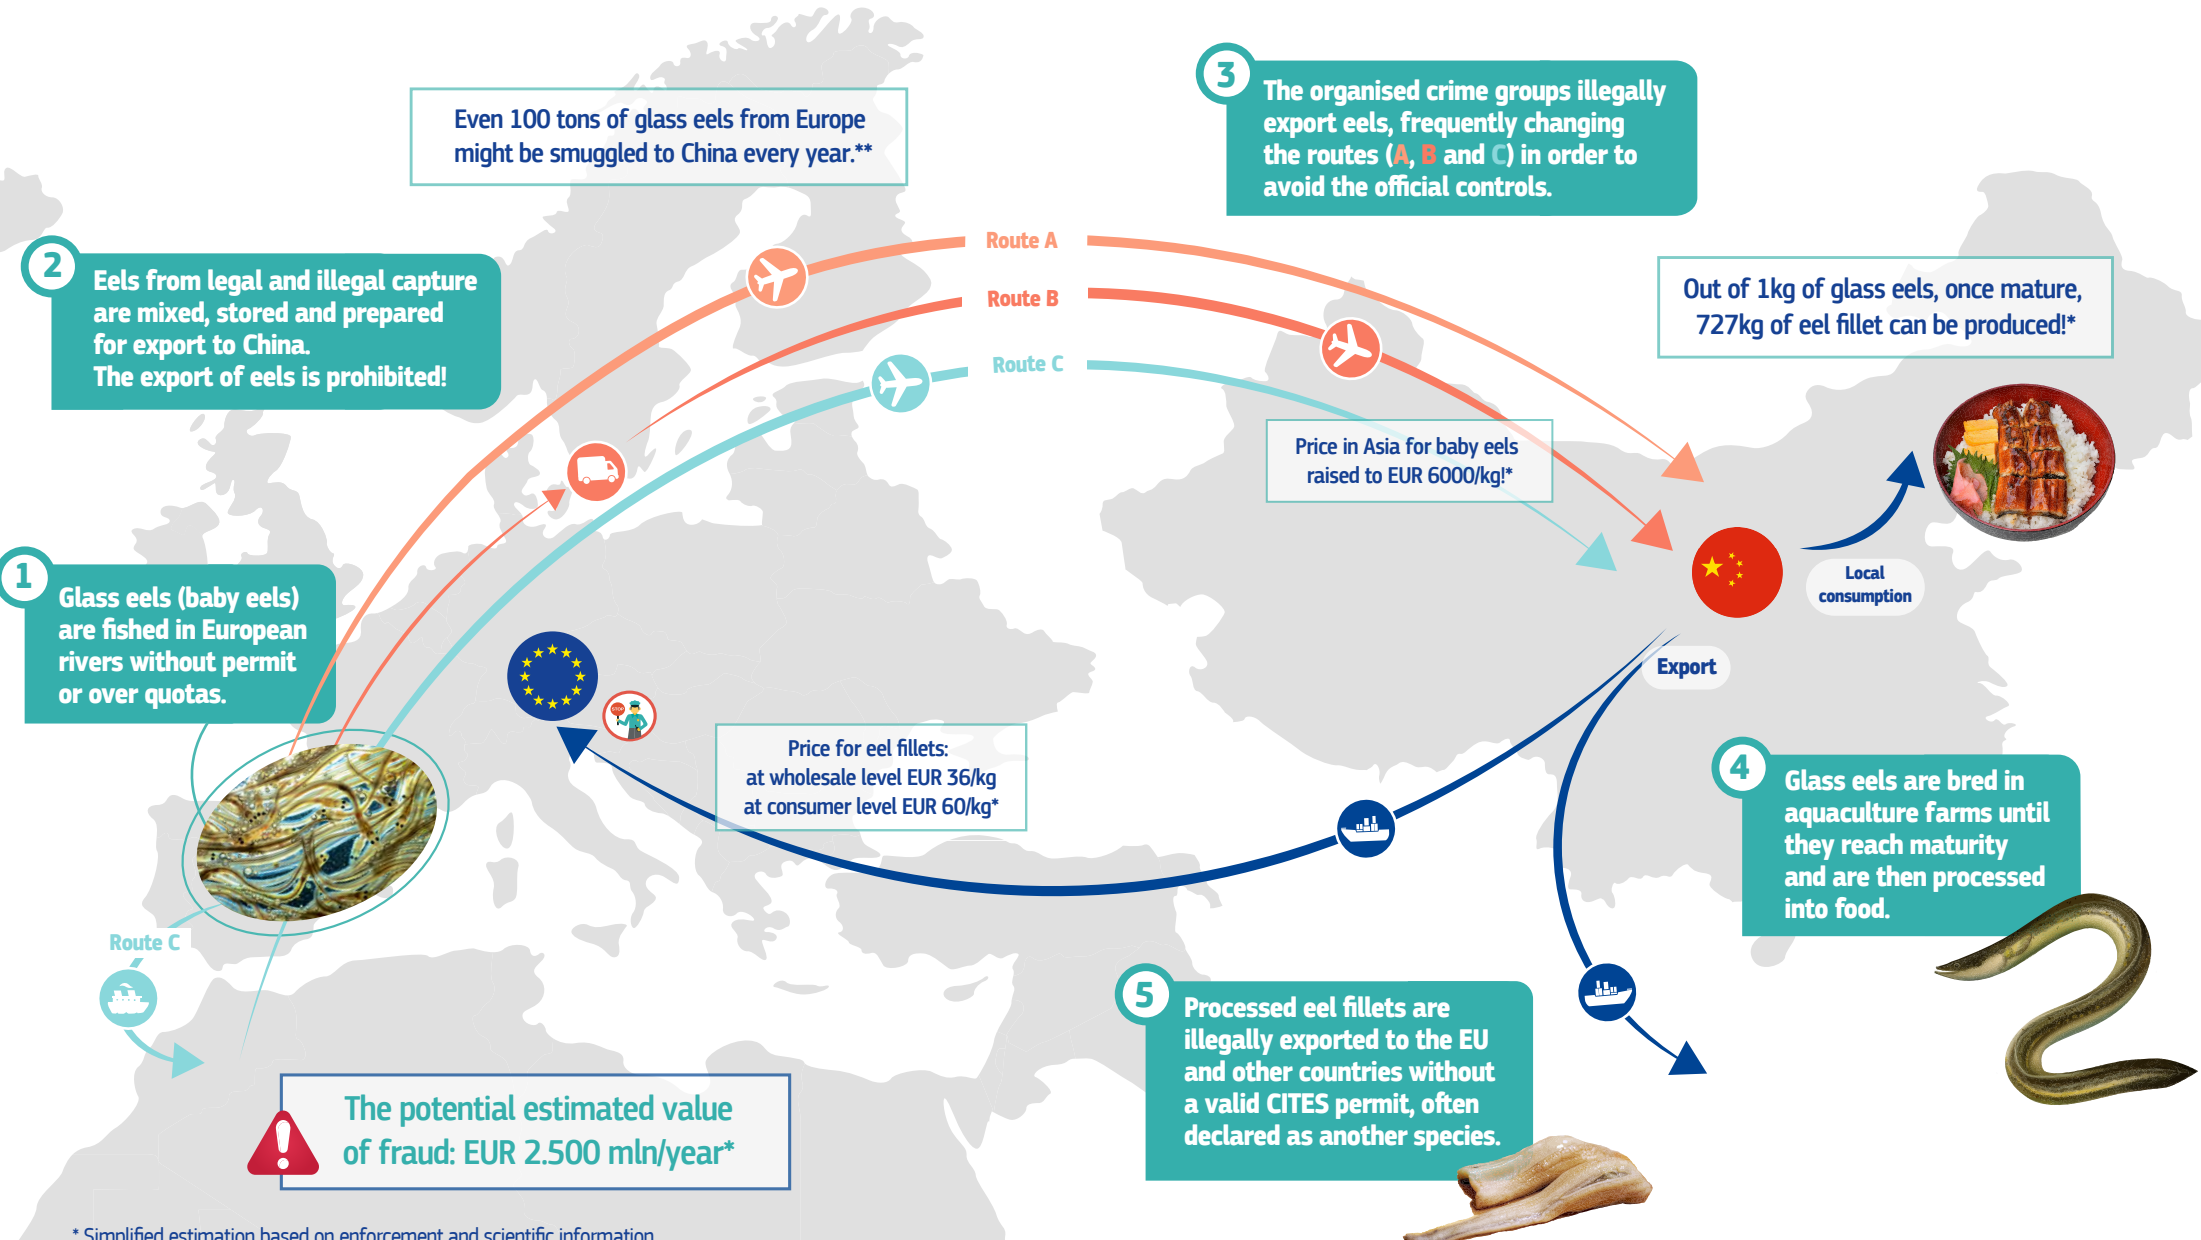 Even 100 tons of glass eels from Europe
might be smuggled to China every year.**
3
The organised crime groups illegally
export eels, frequently changing
the routes (A, B and C) in order to
avoid the official controls.
2
Eels from legal and illegal capture
are mixed, stored and prepared
for export to China.
The export of eels is prohibited!
Route A
Route B
Route C
Out of 1kg of glass eels, once mature,
727kg of eel fillet can be produced!*
Price in Asia for baby eels
raised to EUR 6000/kg!*
1
Glass eels (baby eels)
are fished in European
rivers without permit
or over quotas.
Local
consumption
Export
STOP
Price for eel fillets:
at wholesale level EUR 36/kg
at consumer level EUR 60/kg*
4
Glass eels are bred in
aquaculture farms until
they reach maturity
and are then processed
into food.
Route C
5
Processed eel fillets are
illegally exported to the EU
and other countries without
a valid CITES permit, often
declared as another species.
The potential estimated value
of fraud: EUR 2.500 mln/year*
* Simplified estimation based on enforcement and scientific information